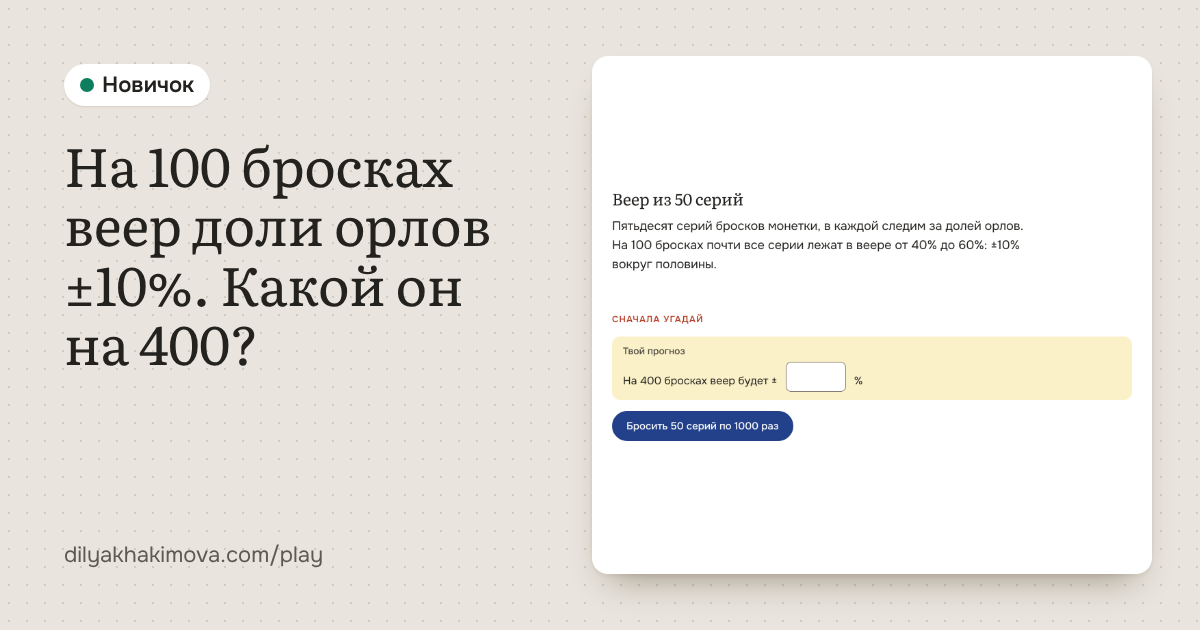 Новичок
На 100 бросках
веер доли орлов
±10%. Какой он
на 400?
dilyakhakimova.com/play
Веер из 50 серий
Пятьдесят серий бросков монетки, в каждой следим за долей орлов.
На 100 бросках почти все серии лежат в веере от 40% до 60%: ±10%
вокруг половины.
СНАЧАЛА УГАДАЙ
Твой прогноз
На 400 бросках веер будет ± %
Бросить 50 серий по 1000 раз